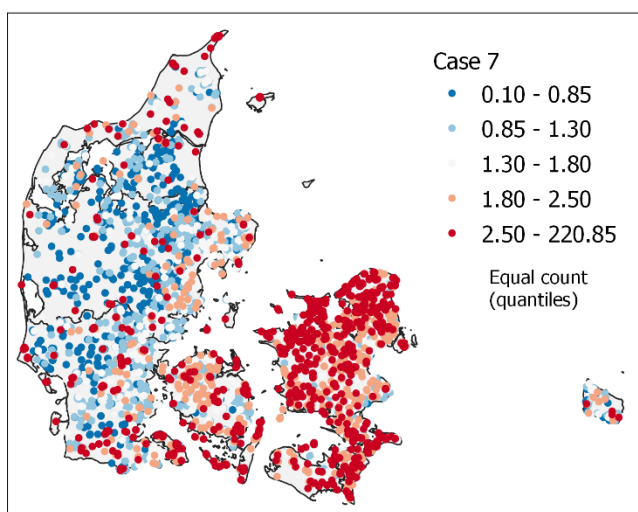 Case 7
0.10 - 0.85
0.85 - 1.30
1.30 - 1.80
1.80 - 2.50
2.50 - 220.85
Equal count
(quantiles)